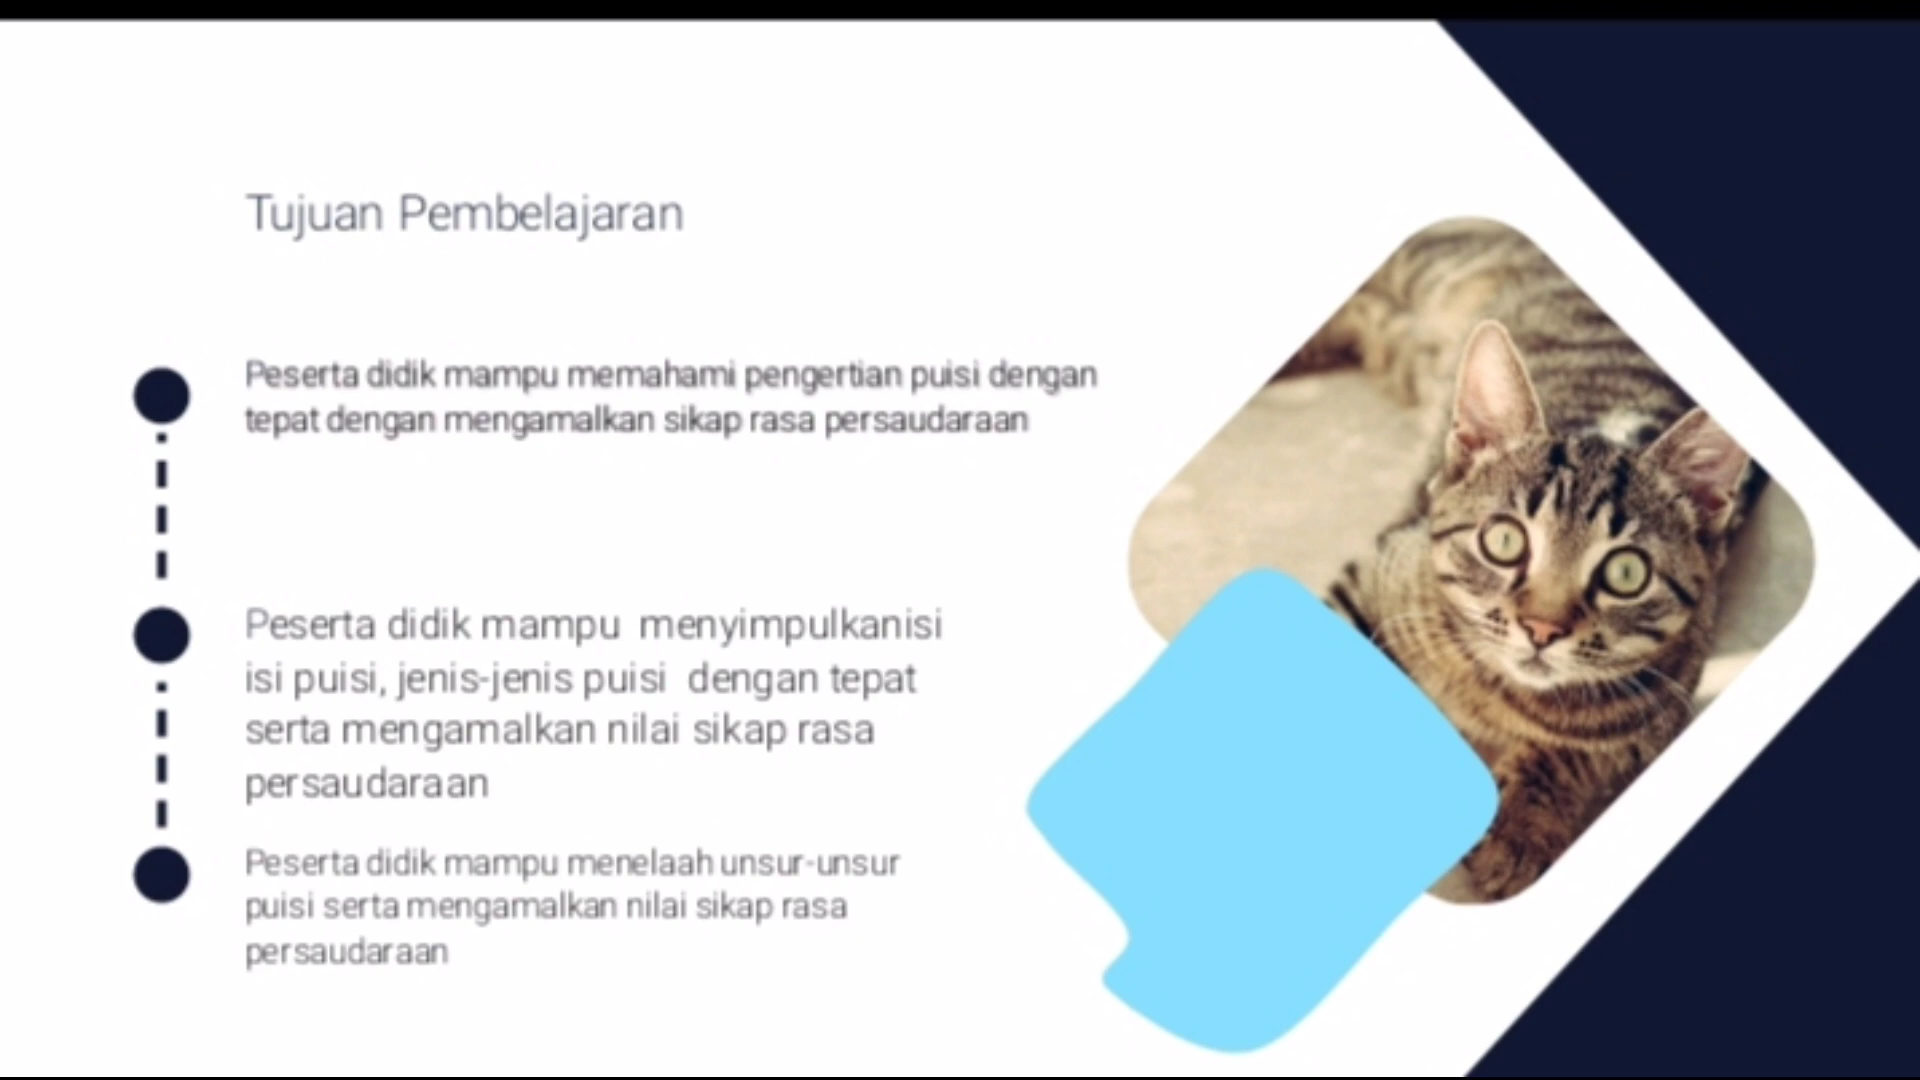 Tujuan Pembelajaran
Peserta didik mampu memahami pengertian puisi dengan
tepat dengan mengamalkan sikap rasa persaudaraan
Peserta didik mampu menyimpulkanisi
isi puisi, jenis-jenis puisi dengan tepat
serta mengamalkan nilai sikap rasa
persaudaraan
Peserta didik mampu menelaah unsur-unsur
puisi serta mengamalkan nilai sikap rasa
persaudaraan